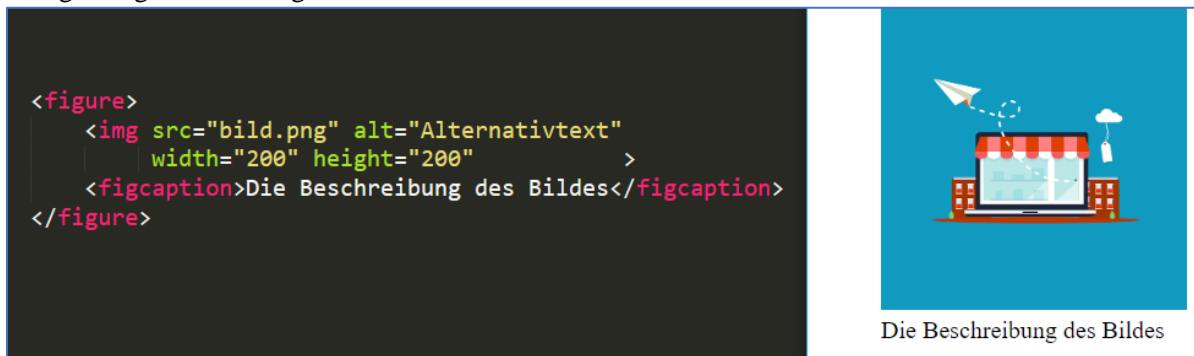 <figure>
<img src="bild.png" alt="Alternativtext"
width="200" height="200" >
<figcaption>Die Beschreibung des Bildes</figcaption>
</figure>
Die Beschreibung des Bildes